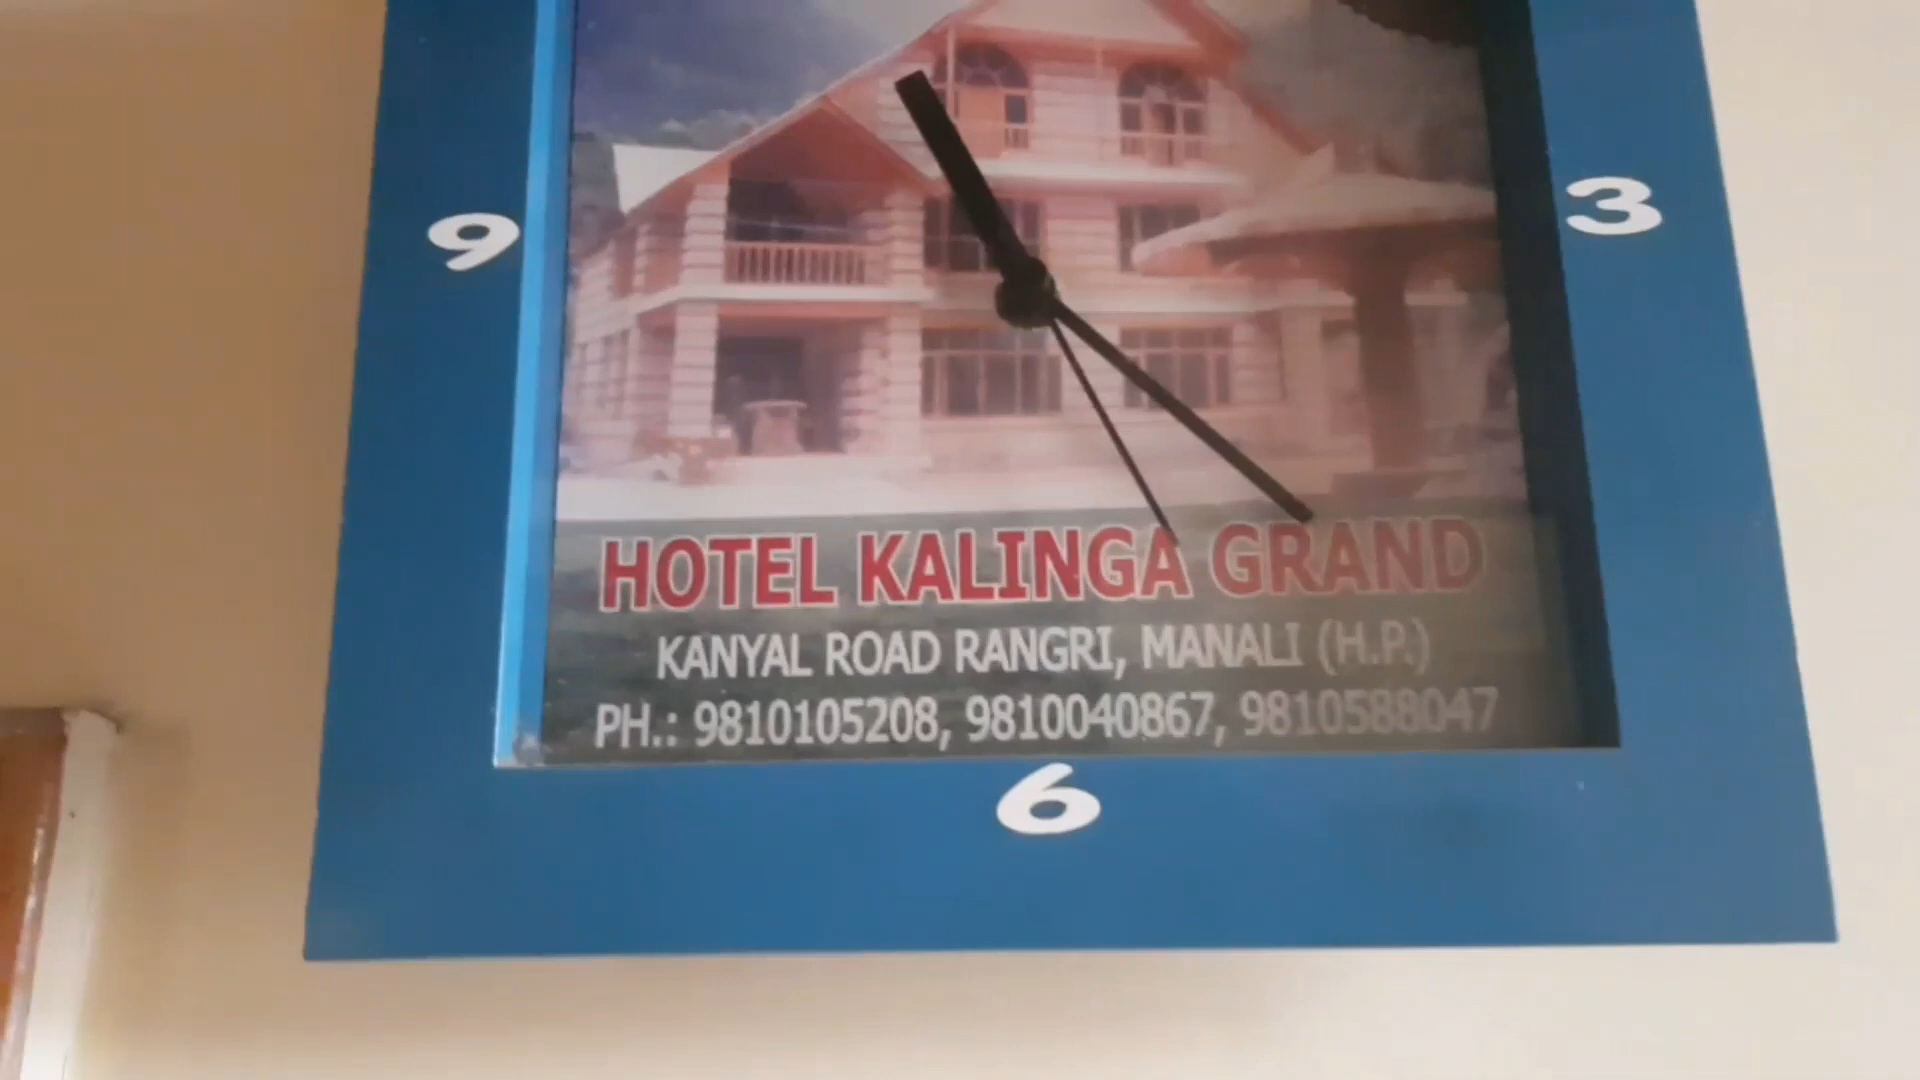 9
3
HOTEL KALINGA GRAND
KANYAL ROAD RANGRI, MANALI (H.P.)
PH.: 9810105208, 9810040867, 9810588047
6